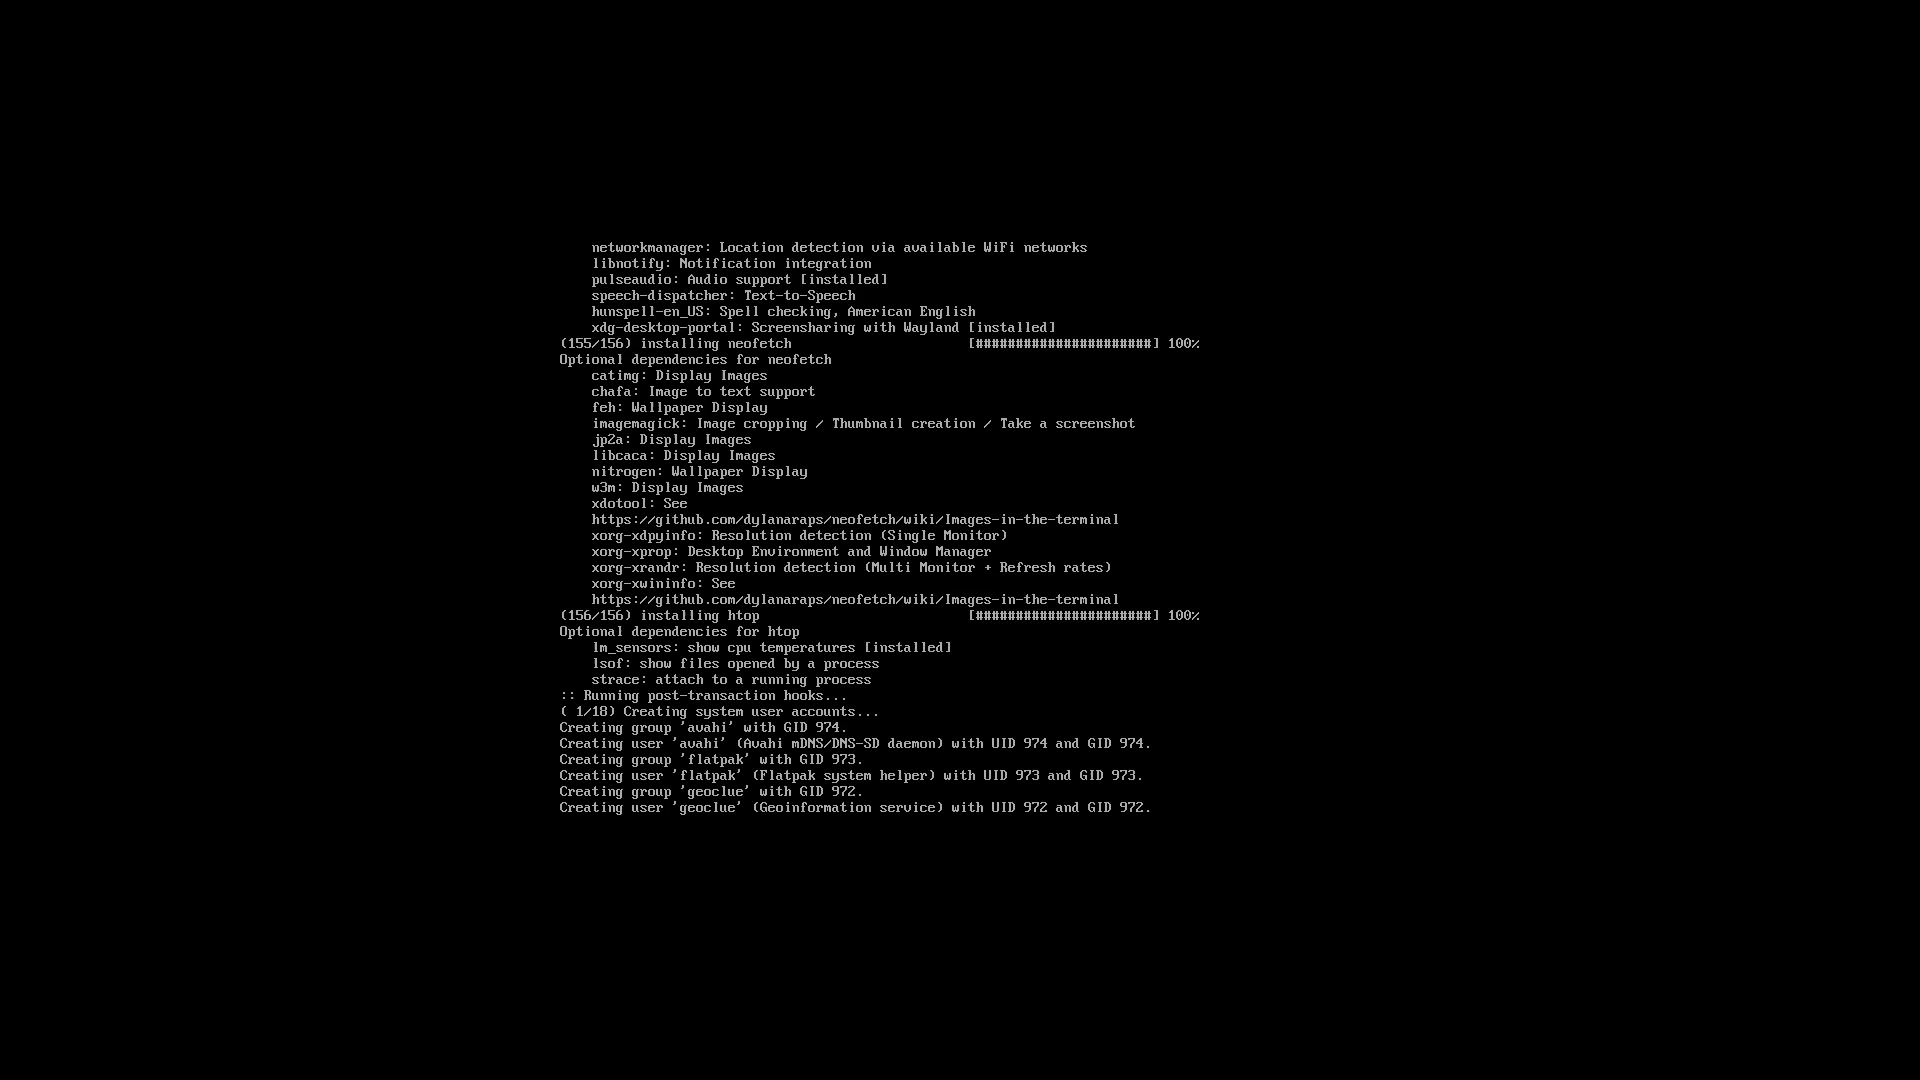 networkmanager: Location detection via available WiFi networks
libnotify: Notification integration
pulseaudio: Audio support [installed]
speech-dispatcher: Text-to-Speech
hunspell-en_US: Spell checking, American English
xdg-desktop-portal: Screensharing with Wayland [installed]
(155/156) installing neofetch [######################] 100%
Optional dependencies for neofetch
catimg: Display Images
chafa: Image to text support
feh: Wallpaper Display
imagemagick: Image cropping / Thumbnail creation / Take a screenshot
jp2a: Display Images
libcaca: Display Images
nitrogen: Wallpaper Display
w3m: Display Images
xdotool: See
https://github.com/dylanaraps/neofetch/wiki/Images-in-the-terminal
xorg-xdpyinfo: Resolution detection (Single Monitor)
xorg-xprop: Desktop Environment and Window Manager
xorg-xrandr: Resolution detection (Multi Monitor + Refresh rates)
xorg-xwininfo: See
https://github.com/dylanaraps/neofetch/wiki/Images-in-the-terminal
(156/156) installing htop [######################] 100%
Optional dependencies for htop
lm_sensors: show cpu temperatures [installed]
lsof: show files opened by a process
strace: attach to a running process
:: Running post-transaction hooks...
( 1/18) Creating system user accounts...
Creating group 'avahi' with GID 974.
Creating user 'avahi' (Avahi mDNS/DNS-SD daemon) with UID 974 and GID 974.
Creating group 'flatpak' with GID 973.
Creating user 'flatpak' (Flatpak system helper) with UID 973 and GID 973.
Creating group 'geoclue' with GID 972.
Creating user 'geoclue' (Geoinformation service) with UID 972 and GID 972.